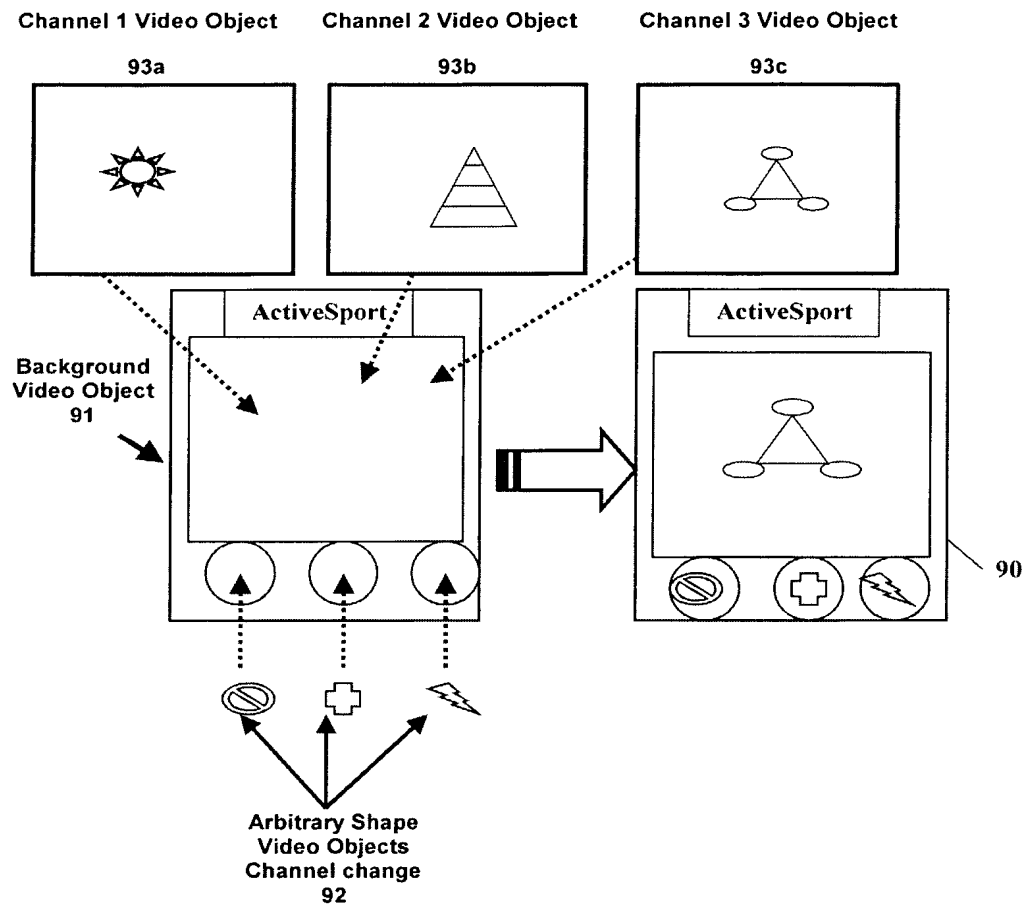 Channel 1 Video Object
Channel 2 Video Object
Channel 3 Video Object
93a
93b
93c
ActiveSport
ActiveSport
Background
Video Object
91
90
Arbitrary Shape
Video Objects
Channel change
92